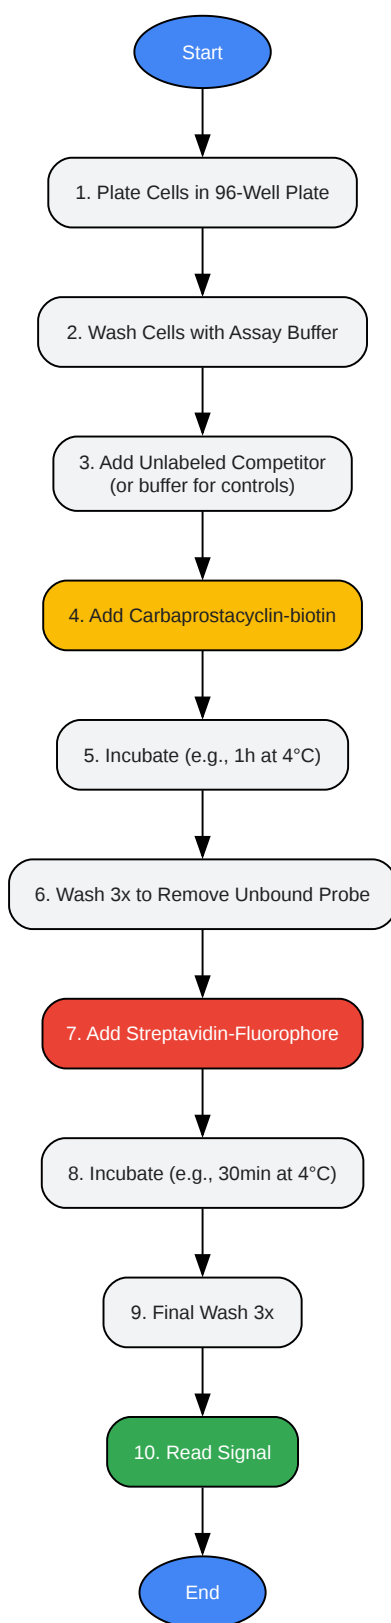 Start
1. Plate Cells in 96-Well Plate
2. Wash Cells with Assay Buffer
3. Add Unlabeled Competitor
(or buffer for controls)
4. Add Carbaprostacyclin-biotin
5. Incubate (e.g., 1h at 4°C)
6. Wash 3x to Remove Unbound Probe
7. Add Streptavidin-Fluorophore
8. Incubate (e.g., 30min at 4°C)
9. Final Wash 3x
10. Read Signal
End